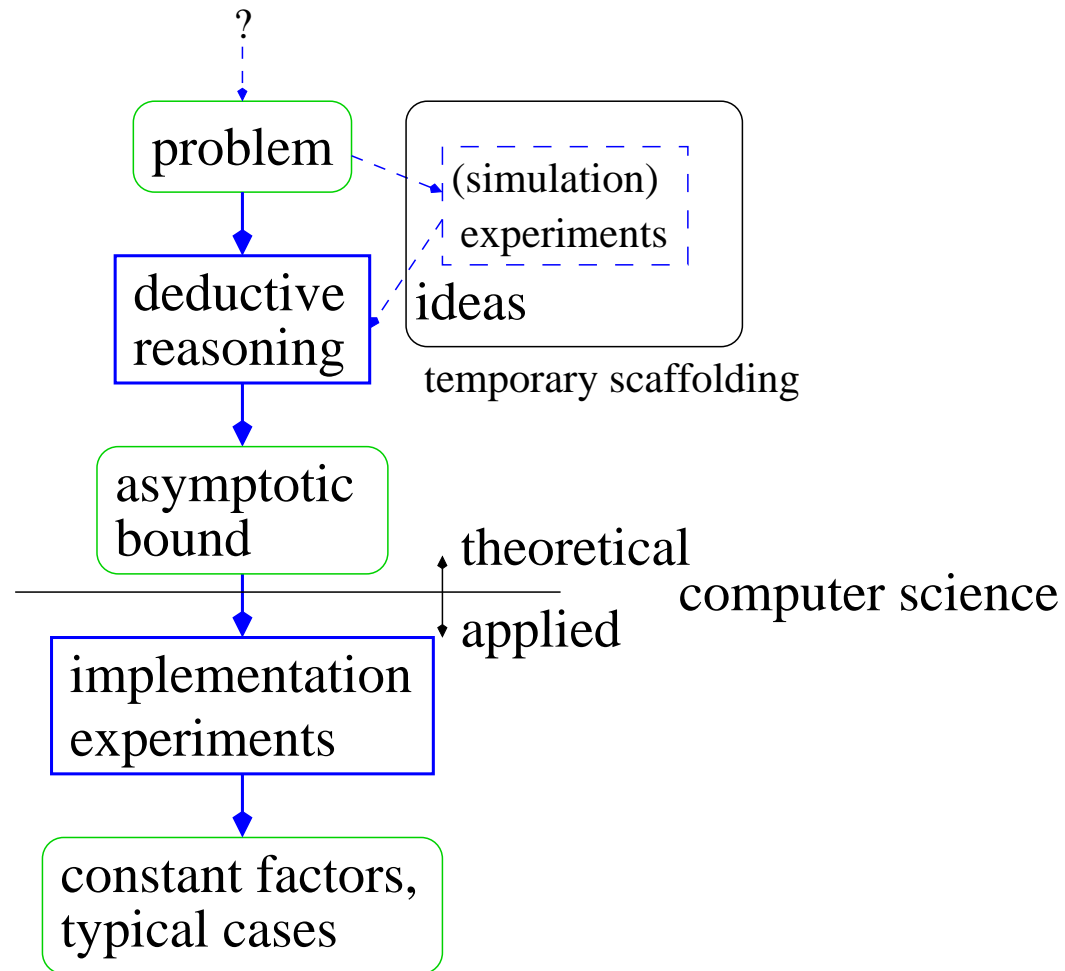 ?
problem
(simulation)
experiments
deductive
reasoning
ideas
temporary scaffolding
asymptotic
bound
theoretical
computer science
applied
implementation
experiments
constant factors,
typical cases